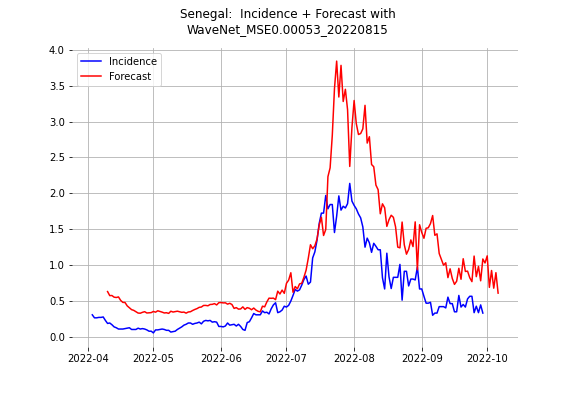 Senegal:  Incidence + Forecast with
WaveNet_MSE0.00053_20220815
Incidence
Forecast
4.0
3.5
3.0
2.5
2.0
1.5
1.0
0.5
0.0
2022-04 2022-05 2022-06 2022-07 2022-08 2022-09 2022-10